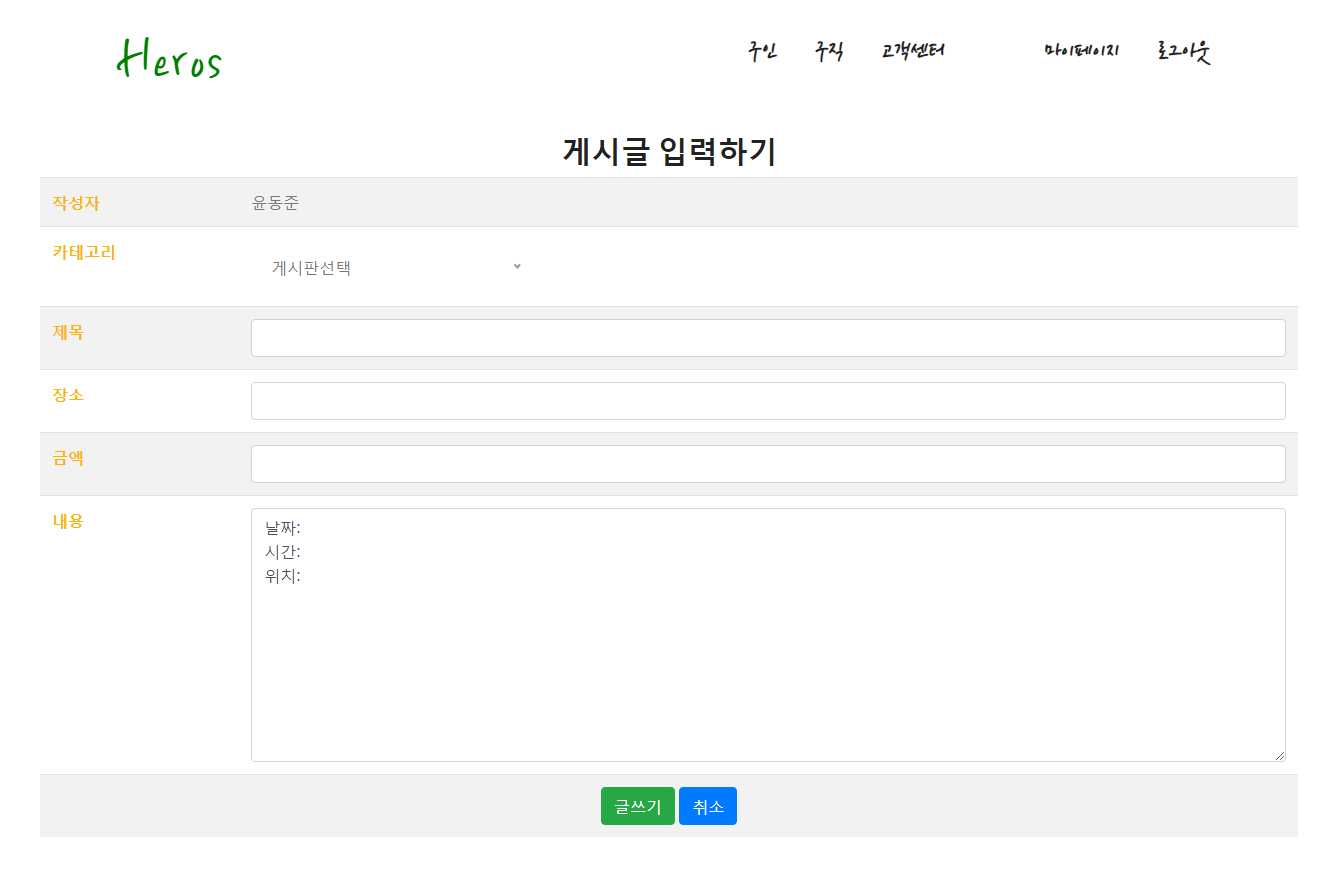 Heros 구인 구직 고객센터 마이페이지 로그아웃
게시글 입력하기
작성자 윤동준
카테고리
게시판선택
제목
장소
금액
내용
날짜:
시간:
위치:
글쓰기 취소